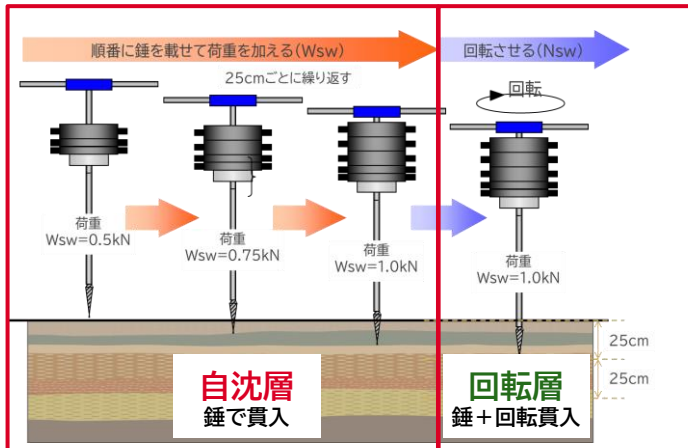 順番に錘を載せて荷重を加える(Wsw)
回転させる(Nsw)
25cmごとに繰り返す
回転
荷重
Wsw=0.5kN
荷重
Wsw=0.75kN
荷重
Wsw=1.0kN
荷重
Wsw=1.0kN
25cm
25cm
自沈層
錘で貫入
回転層
錘＋回転貫入